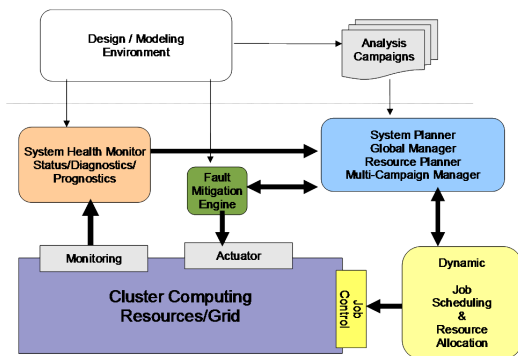 Design / Modeling
Environment
Analysis
Campaigns
System Health Monitor
Status/Diagnostics/
Prognostics
Fault
Mitigation
Engine
System Planner
Global Manager
Resource Planner
Multi-Campaign Manager
Monitoring
Actuator
Cluster Computing
Resources/Grid
Job
Control
Dynamic
Job
Scheduling
&
Resource
Allocation